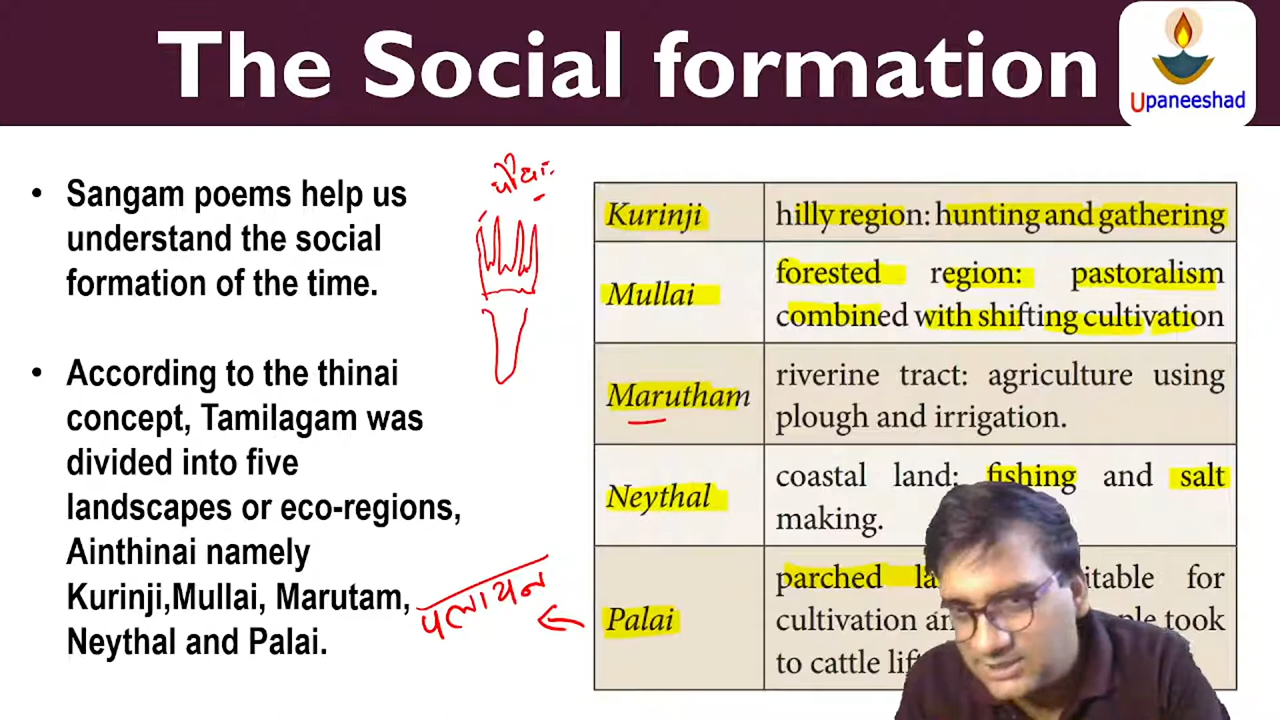 The Social formation
Upaneeshad
• Sangam poems help us
understand the social
formation of the time.
• According to the thinai
concept, Tamilagam was
divided into five
landscapes or eco-regions,
Ainthinai namely
Kurinji,Mullai, Marutam,
Neythal and Palai.
પલાયન
Kurinji
hilly region: hunting and gathering
Mullai
forested region: pastoralism
combined with shifting cultivation
Marutham
riverine tract: agriculture using
plough and irrigation.
Neythal
coastal land: fishing and salt
making.
Palai
parched for
cultivation took
to cattle